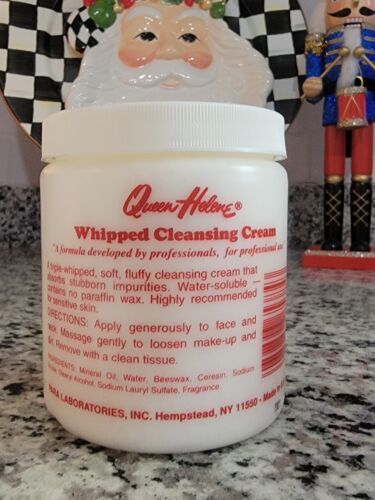 Queen Helene®
Whipped Cleansing Cream
"A formula developed by professionals, for professional use"
A triple-whipped, soft, fluffy cleansing cream that
absorbs stubborn impurities. Water-soluble —
contains no paraffin wax. Highly recommended
for sensitive skin.
DIRECTIONS: Apply generously to face and
neck. Massage gently to loosen make-up and
dirt. Remove with a clean tissue.
INGREDIENTS: Mineral Oil, Water, Beeswax, Ceresin, Sodium
Borate, Stearyl Alcohol, Sodium Lauryl Sulfate, Fragrance.
PARA LABORATORIES, INC. Hempstead, NY 11550 - Made in